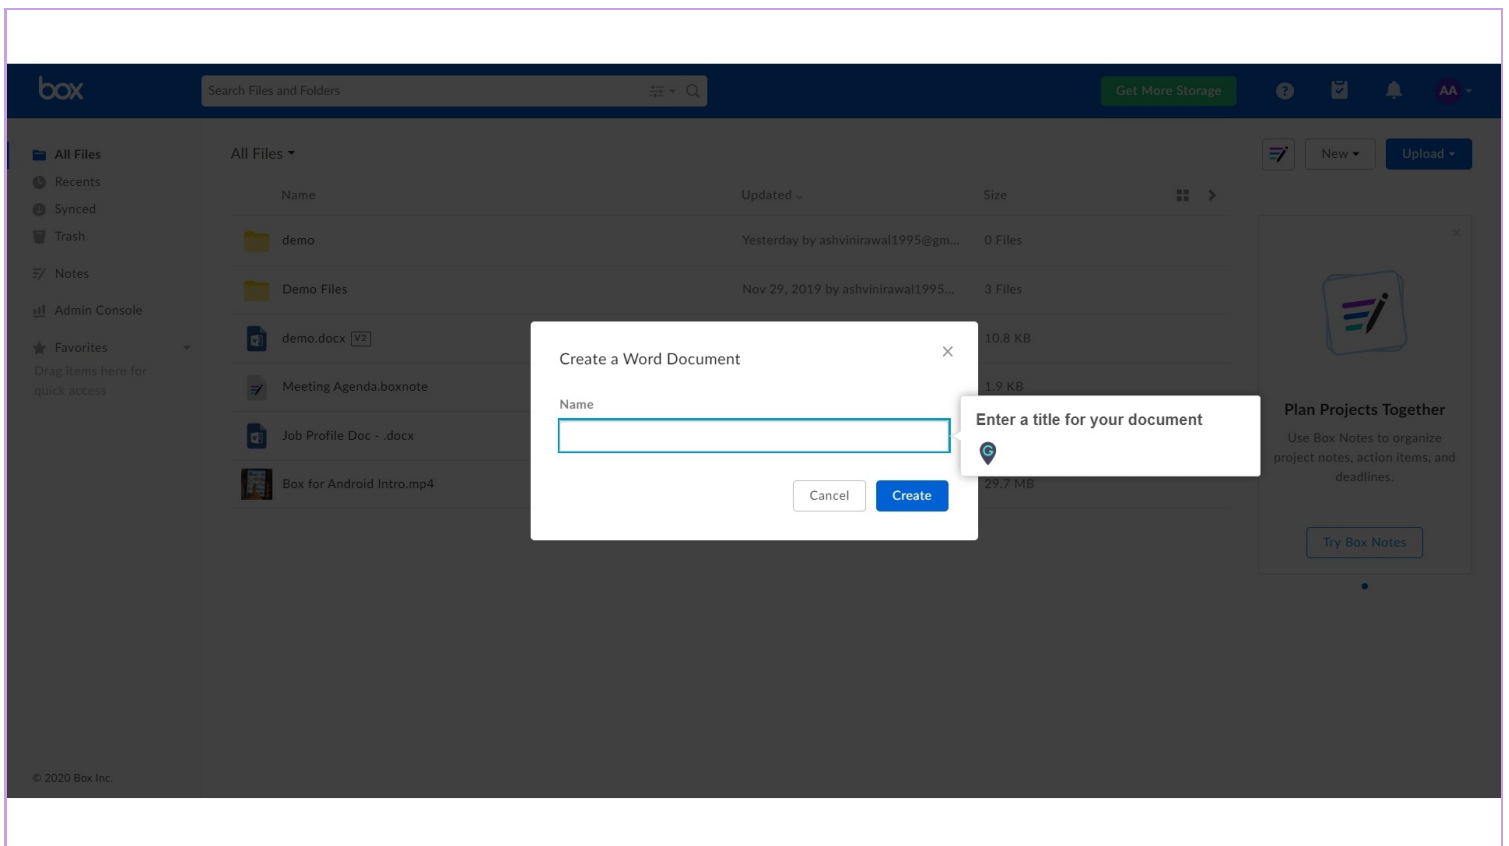 box
Search Files and Folders
Get More Storage
?
AA
All Files
Recents
Synced
Trash
Notes
Admin Console
Favorites
Drag items here for
quick access
© 2020 Box Inc.
All Files
New
Upload
Name Updated Size
demo Yesterday by ashvinirawal1995@gm... 0 Files
Demo Files Nov 29, 2019 by ashvinirawal1995... 3 Files
demo.docx V2 10.8 KB
Meeting Agenda.boxnote 1.9 KB
Job Profile Doc - .docx
Box for Android Intro.mp4 29.7 MB
Create a Word Document
Name
Cancel
Create
Enter a title for your document
G
Plan Projects Together
Use Box Notes to organize
project notes, action items, and
deadlines.
Try Box Notes